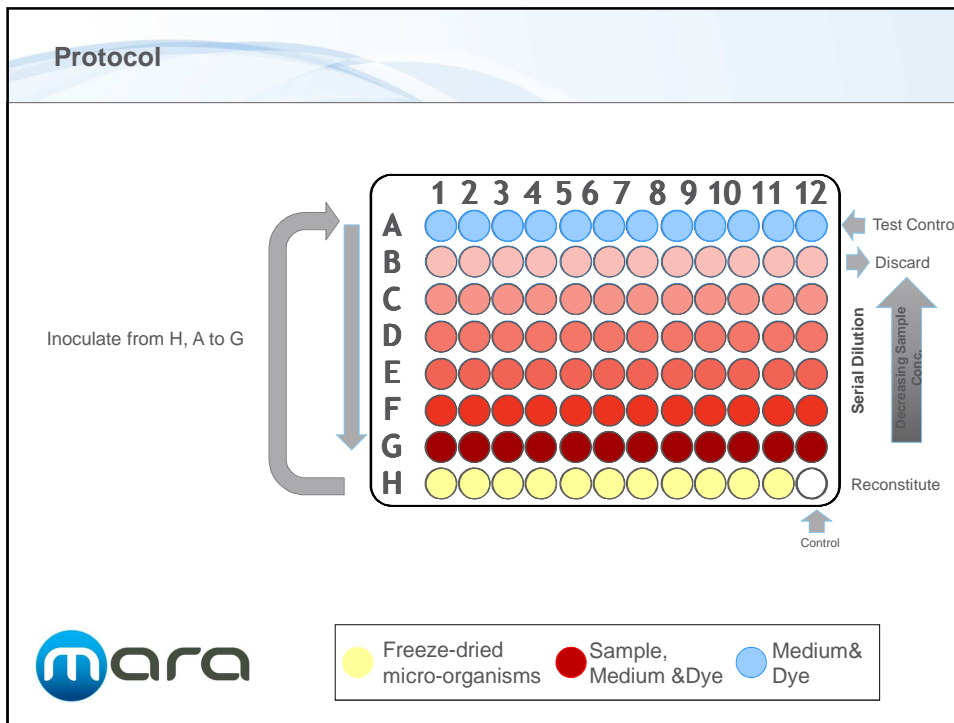 Protocol
1 2 3 4 5 6 7 8 9 10 11 12
A
B
C
D
E
F
G
H
Test Contro
Discard
Serial Dilution
Decreasing Sample
Conc.
Inoculate from H, A to G
Reconstitute
Control
mara
Freeze-dried
micro-organisms
Sample,
Medium &Dye
Medium&
Dye